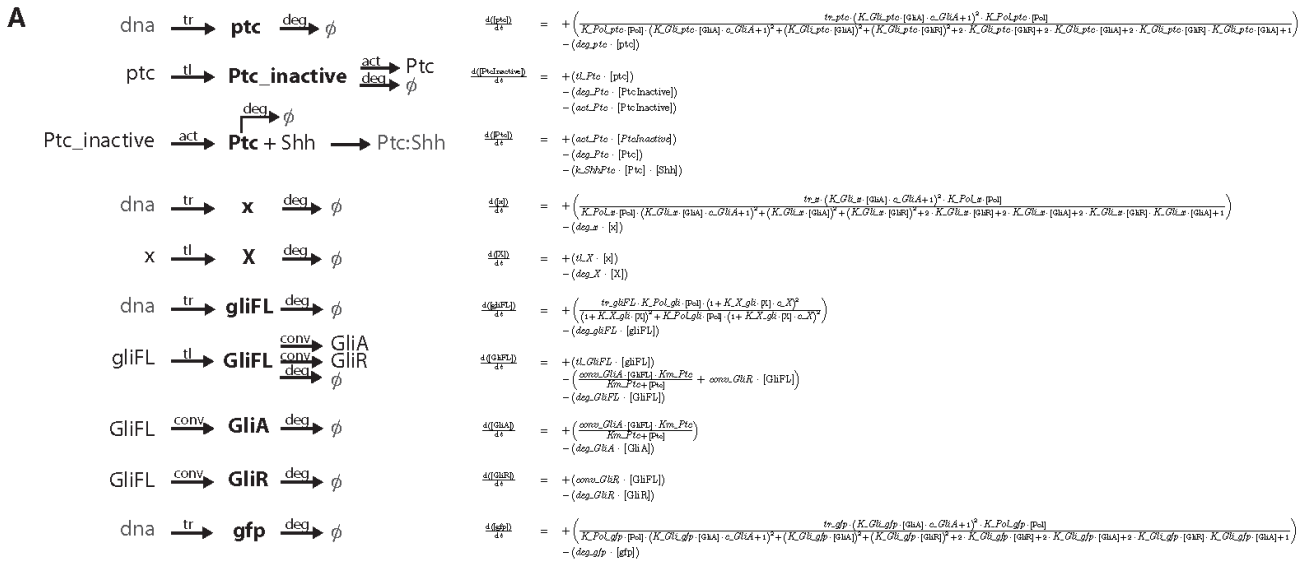 A
dna tr ptc deg ϕ
d([ptc])/dt = +(tr_ptc·(K_Gli_ptc·[GliA]·c_GliA+1)²·K_Pol_ptc·[Pol] / K_Pol_ptc·[Pol]·(K_Gli_ptc·[GliA]·c_GliA+1)²+(K_Gli_ptc·[GliA])²+(K_Gli_ptc·[GliR])²+2·K_Gli_ptc·[GliR]+2·K_Gli_ptc·[GliA]+2·K_Gli_ptc·[GliR]·K_Gli_ptc·[GliA]+1)
−(deg_ptc · [ptc])
ptc tl Ptc_inactive act Ptc
deg ϕ
d([PtcInactive])/dt = +(tl_Ptc · [ptc])
−(deg_Ptc · [PtcInactive])
−(act_Ptc · [PtcInactive])
deg ϕ
Ptc_inactive act Ptc + Shh Ptc:Shh
d([Ptc])/dt = +(act_Ptc · [PtcInactive])
−(deg_Ptc · [Ptc])
−(k_ShhPtc · [Ptc] · [Shh])
dna tr x deg ϕ
d([x])/dt = +(tr_x·(K_Gli_x·[GliA]·c_GliA+1)²·K_Pol_x·[Pol] / K_Pol_x·[Pol]·(K_Gli_x·[GliA]·c_GliA+1)²+(K_Gli_x·[GliA])²+(K_Gli_x·[GliR])²+2·K_Gli_x·[GliR]+2·K_Gli_x·[GliA]+2·K_Gli_x·[GliR]·K_Gli_x·[GliA]+1)
−(deg_x · [x])
x tl X deg ϕ
d([X])/dt = +(tl_X · [x])
−(deg_X · [X])
dna tr gliFL deg ϕ
d([gliFL])/dt = +(tr_gliFL·K_Pol_gli·[Pol]·(1+K_X_gli·[X]·c_X)² / (1+K_X_gli·[X])²+K_Pol_gli·[Pol]·(1+K_X_gli·[X]·c_X)²)
−(deg_gliFL · [gliFL])
conv GliA
gliFL tl GliFL conv GliR
deg ϕ
d([GliFL])/dt = +(tl_GliFL · [gliFL])
−(conv_GliA·[GliFL]·Km_Ptc / Km_Ptc+[Ptc] + conv_GliR · [GliFL])
−(deg_GliFL · [GliFL])
GliFL conv GliA deg ϕ
d([GliA])/dt = +(conv_GliA·[GliFL]·Km_Ptc / Km_Ptc+[Ptc])
−(deg_GliA · [GliA])
GliFL conv GliR deg ϕ
d([GliR])/dt = +(conv_GliR · [GliFL])
−(deg_GliR · [GliR])
dna tr gfp deg ϕ
d([gfp])/dt = +(tr_gfp·(K_Gli_gfp·[GliA]·c_GliA+1)²·K_Pol_gfp·[Pol] / K_Pol_gfp·[Pol]·(K_Gli_gfp·[GliA]·c_GliA+1)²+(K_Gli_gfp·[GliA])²+(K_Gli_gfp·[GliR])²+2·K_Gli_gfp·[GliR]+2·K_Gli_gfp·[GliA]+2·K_Gli_gfp·[GliR]·K_Gli_gfp·[GliA]+1)
−(deg_gfp · [gfp])